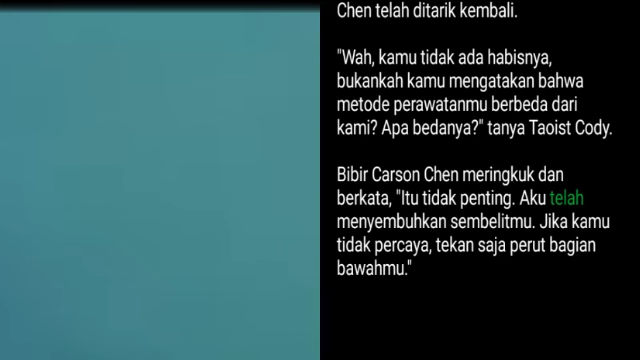 Chen telah ditarik kembali.
"Wah, kamu tidak ada habisnya,
bukankah kamu mengatakan bahwa
metode perawatanmu berbeda dari
kami? Apa bedanya?" tanya Taoist Cody.
Bibir Carson Chen meringkuk dan
berkata, "Itu tidak penting. Aku telah
menyembuhkan sembelitmu. Jika kamu
tidak percaya, tekan saja perut bagian
bawahmu."